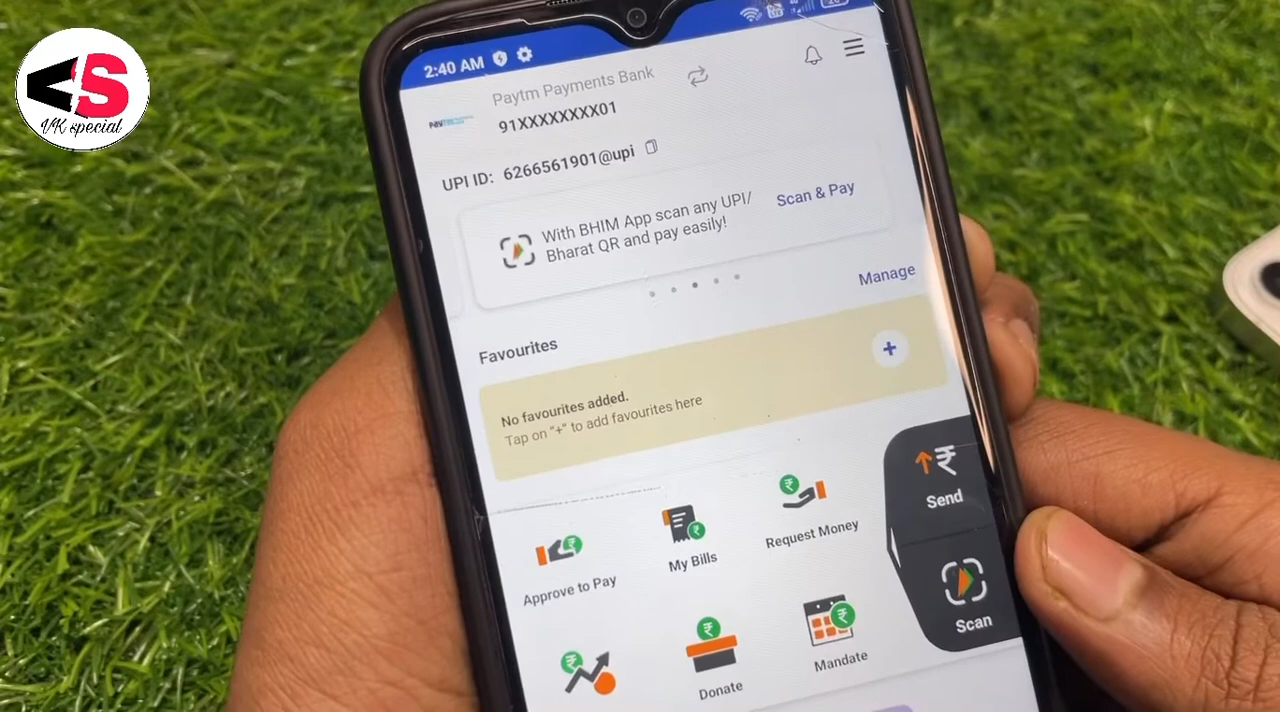 VS
VK special
2:40 AM
Paytm Payments Bank
91XXXXXXXX01
UPI ID: 6266561901@upi
With BHIM App scan any UPI/
Bharat QR and pay easily!
Scan & Pay
Manage
Favourites
No favourites added.
Tap on "+" to add favourites here
Send
Approve to Pay
My Bills
Request Money
Scan
Donate
Mandate